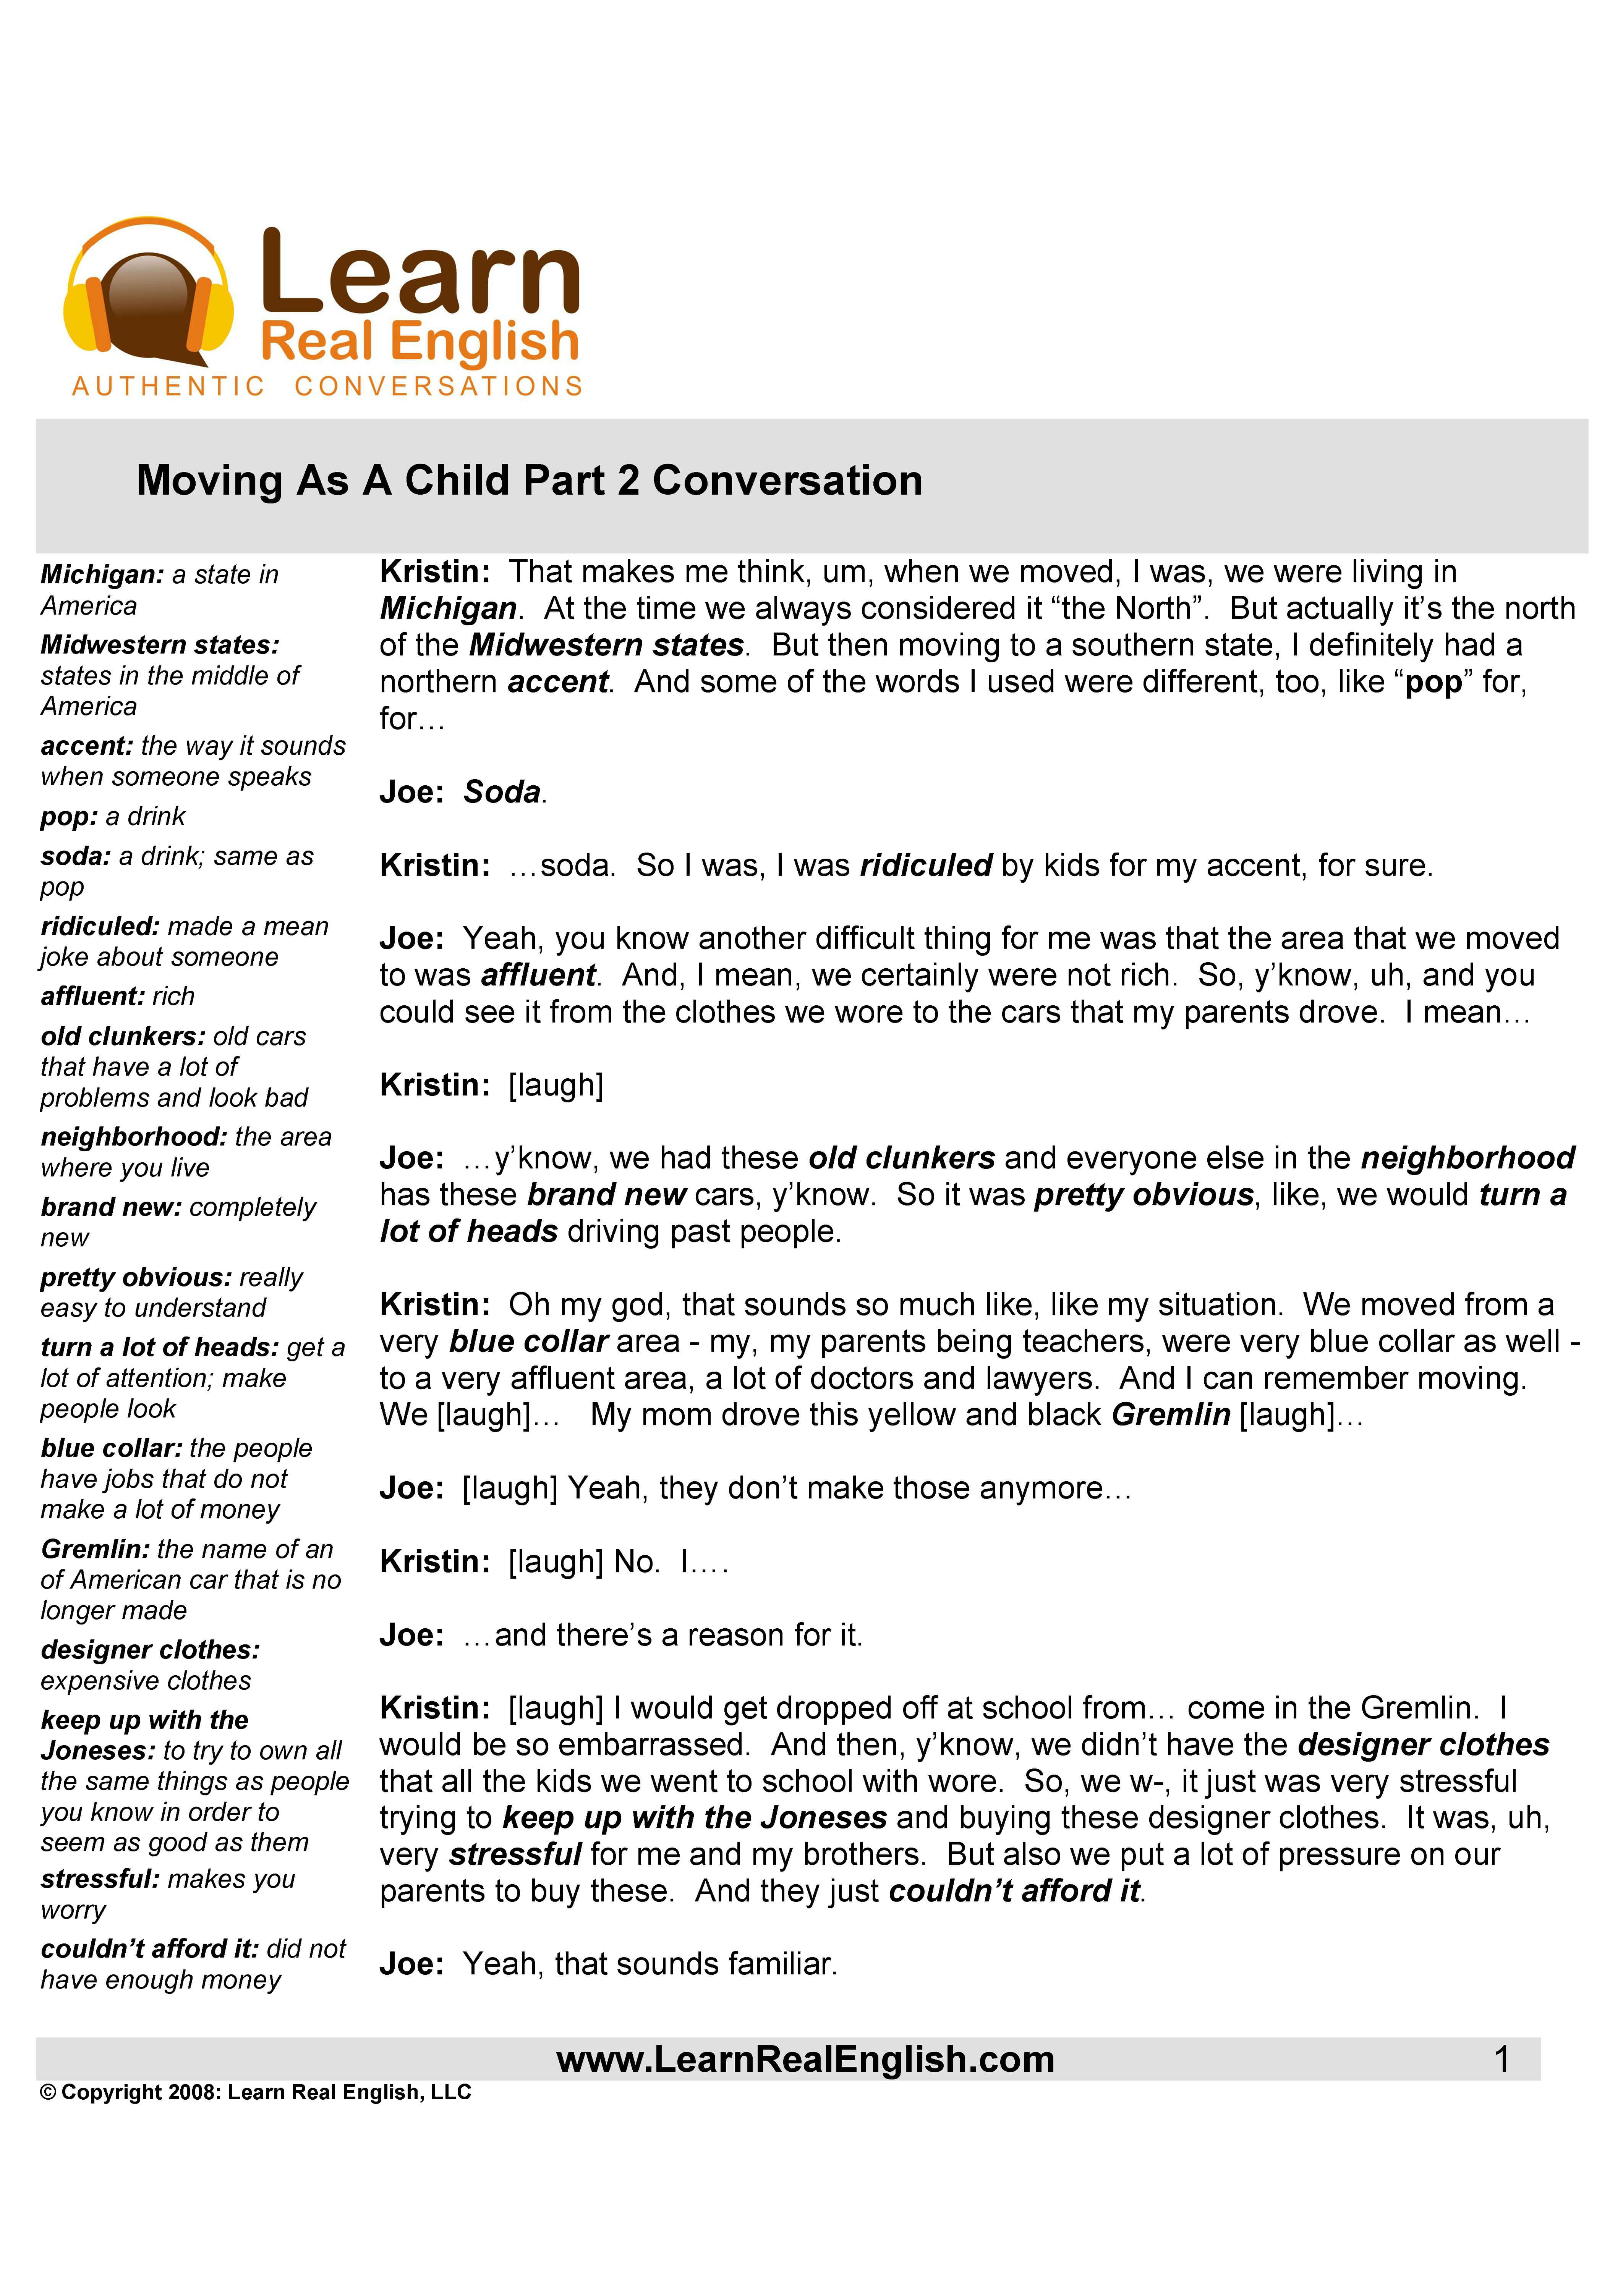 Learn
Real English
AUTHENTIC CONVERSATIONS
Moving As A Child Part 2 Conversation
Michigan: a state in
America
Midwestern states:
states in the middle of
America
accent: the way it sounds
when someone speaks
pop: a drink
soda: a drink; same as
pop
ridiculed: made a mean
joke about someone
affluent: rich
old clunkers: old cars
that have a lot of
problems and look bad
neighborhood: the area
where you live
brand new: completely
new
pretty obvious: really
easy to understand
turn a lot of heads: get a
lot of attention; make
people look
blue collar: the people
have jobs that do not
make a lot of money
Gremlin: the name of an
of American car that is no
longer made
designer clothes:
expensive clothes
keep up with the
Joneses: to try to own all
the same things as people
you know in order to
seem as good as them
stressful: makes you
worry
couldn’t afford it: did not
have enough money
Kristin: That makes me think, um, when we moved, I was, we were living in
Michigan. At the time we always considered it “the North”. But actually it’s the north
of the Midwestern states. But then moving to a southern state, I definitely had a
northern accent. And some of the words I used were different, too, like “pop” for,
for…
Joe: Soda.
Kristin: …soda. So I was, I was ridiculed by kids for my accent, for sure.
Joe: Yeah, you know another difficult thing for me was that the area that we moved
to was affluent. And, I mean, we certainly were not rich. So, y’know, uh, and you
could see it from the clothes we wore to the cars that my parents drove. I mean…
Kristin: [laugh]
Joe: …y’know, we had these old clunkers and everyone else in the neighborhood
has these brand new cars, y’know. So it was pretty obvious, like, we would turn a
lot of heads driving past people.
Kristin: Oh my god, that sounds so much like, like my situation. We moved from a
very blue collar area - my, my parents being teachers, were very blue collar as well -
to a very affluent area, a lot of doctors and lawyers. And I can remember moving.
We [laugh]… My mom drove this yellow and black Gremlin [laugh]…
Joe: [laugh] Yeah, they don’t make those anymore…
Kristin: [laugh] No. I….
Joe: …and there’s a reason for it.
Kristin: [laugh] I would get dropped off at school from… come in the Gremlin. I
would be so embarrassed. And then, y’know, we didn’t have the designer clothes
that all the kids we went to school with wore. So, we w-, it just was very stressful
trying to keep up with the Joneses and buying these designer clothes. It was, uh,
very stressful for me and my brothers. But also we put a lot of pressure on our
parents to buy these. And they just couldn’t afford it.
Joe: Yeah, that sounds familiar.
www.LearnRealEnglish.com 1
© Copyright 2008: Learn Real English, LLC